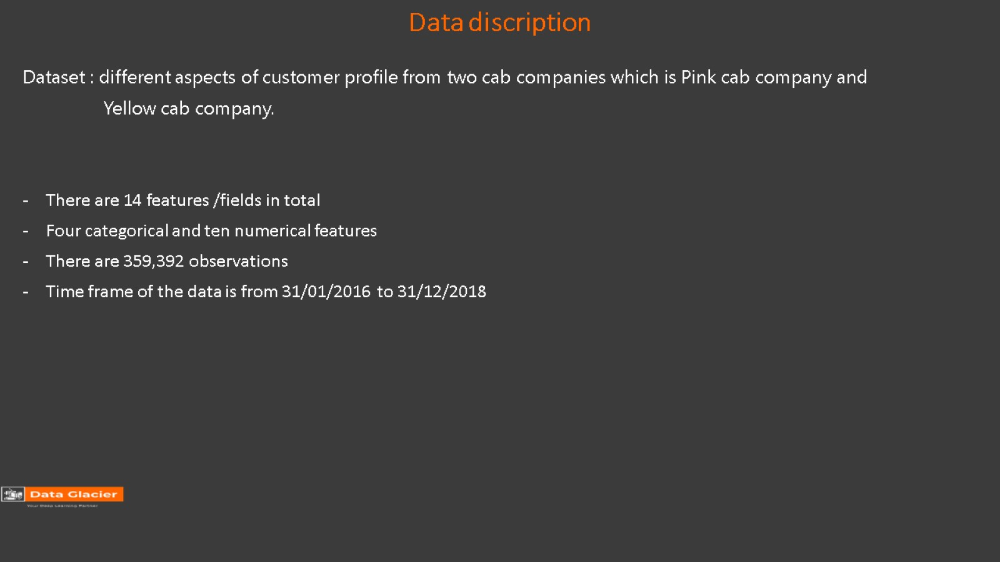 Data discription
Dataset : different aspects of customer profile from two cab companies which is Pink cab company and
Yellow cab company.
- There are 14 features /fields in total
- Four categorical and ten numerical features
- There are 359,392 observations
- Time frame of the data is from 31/01/2016 to 31/12/2018
Data Glacier
Your Deep Learning Partner